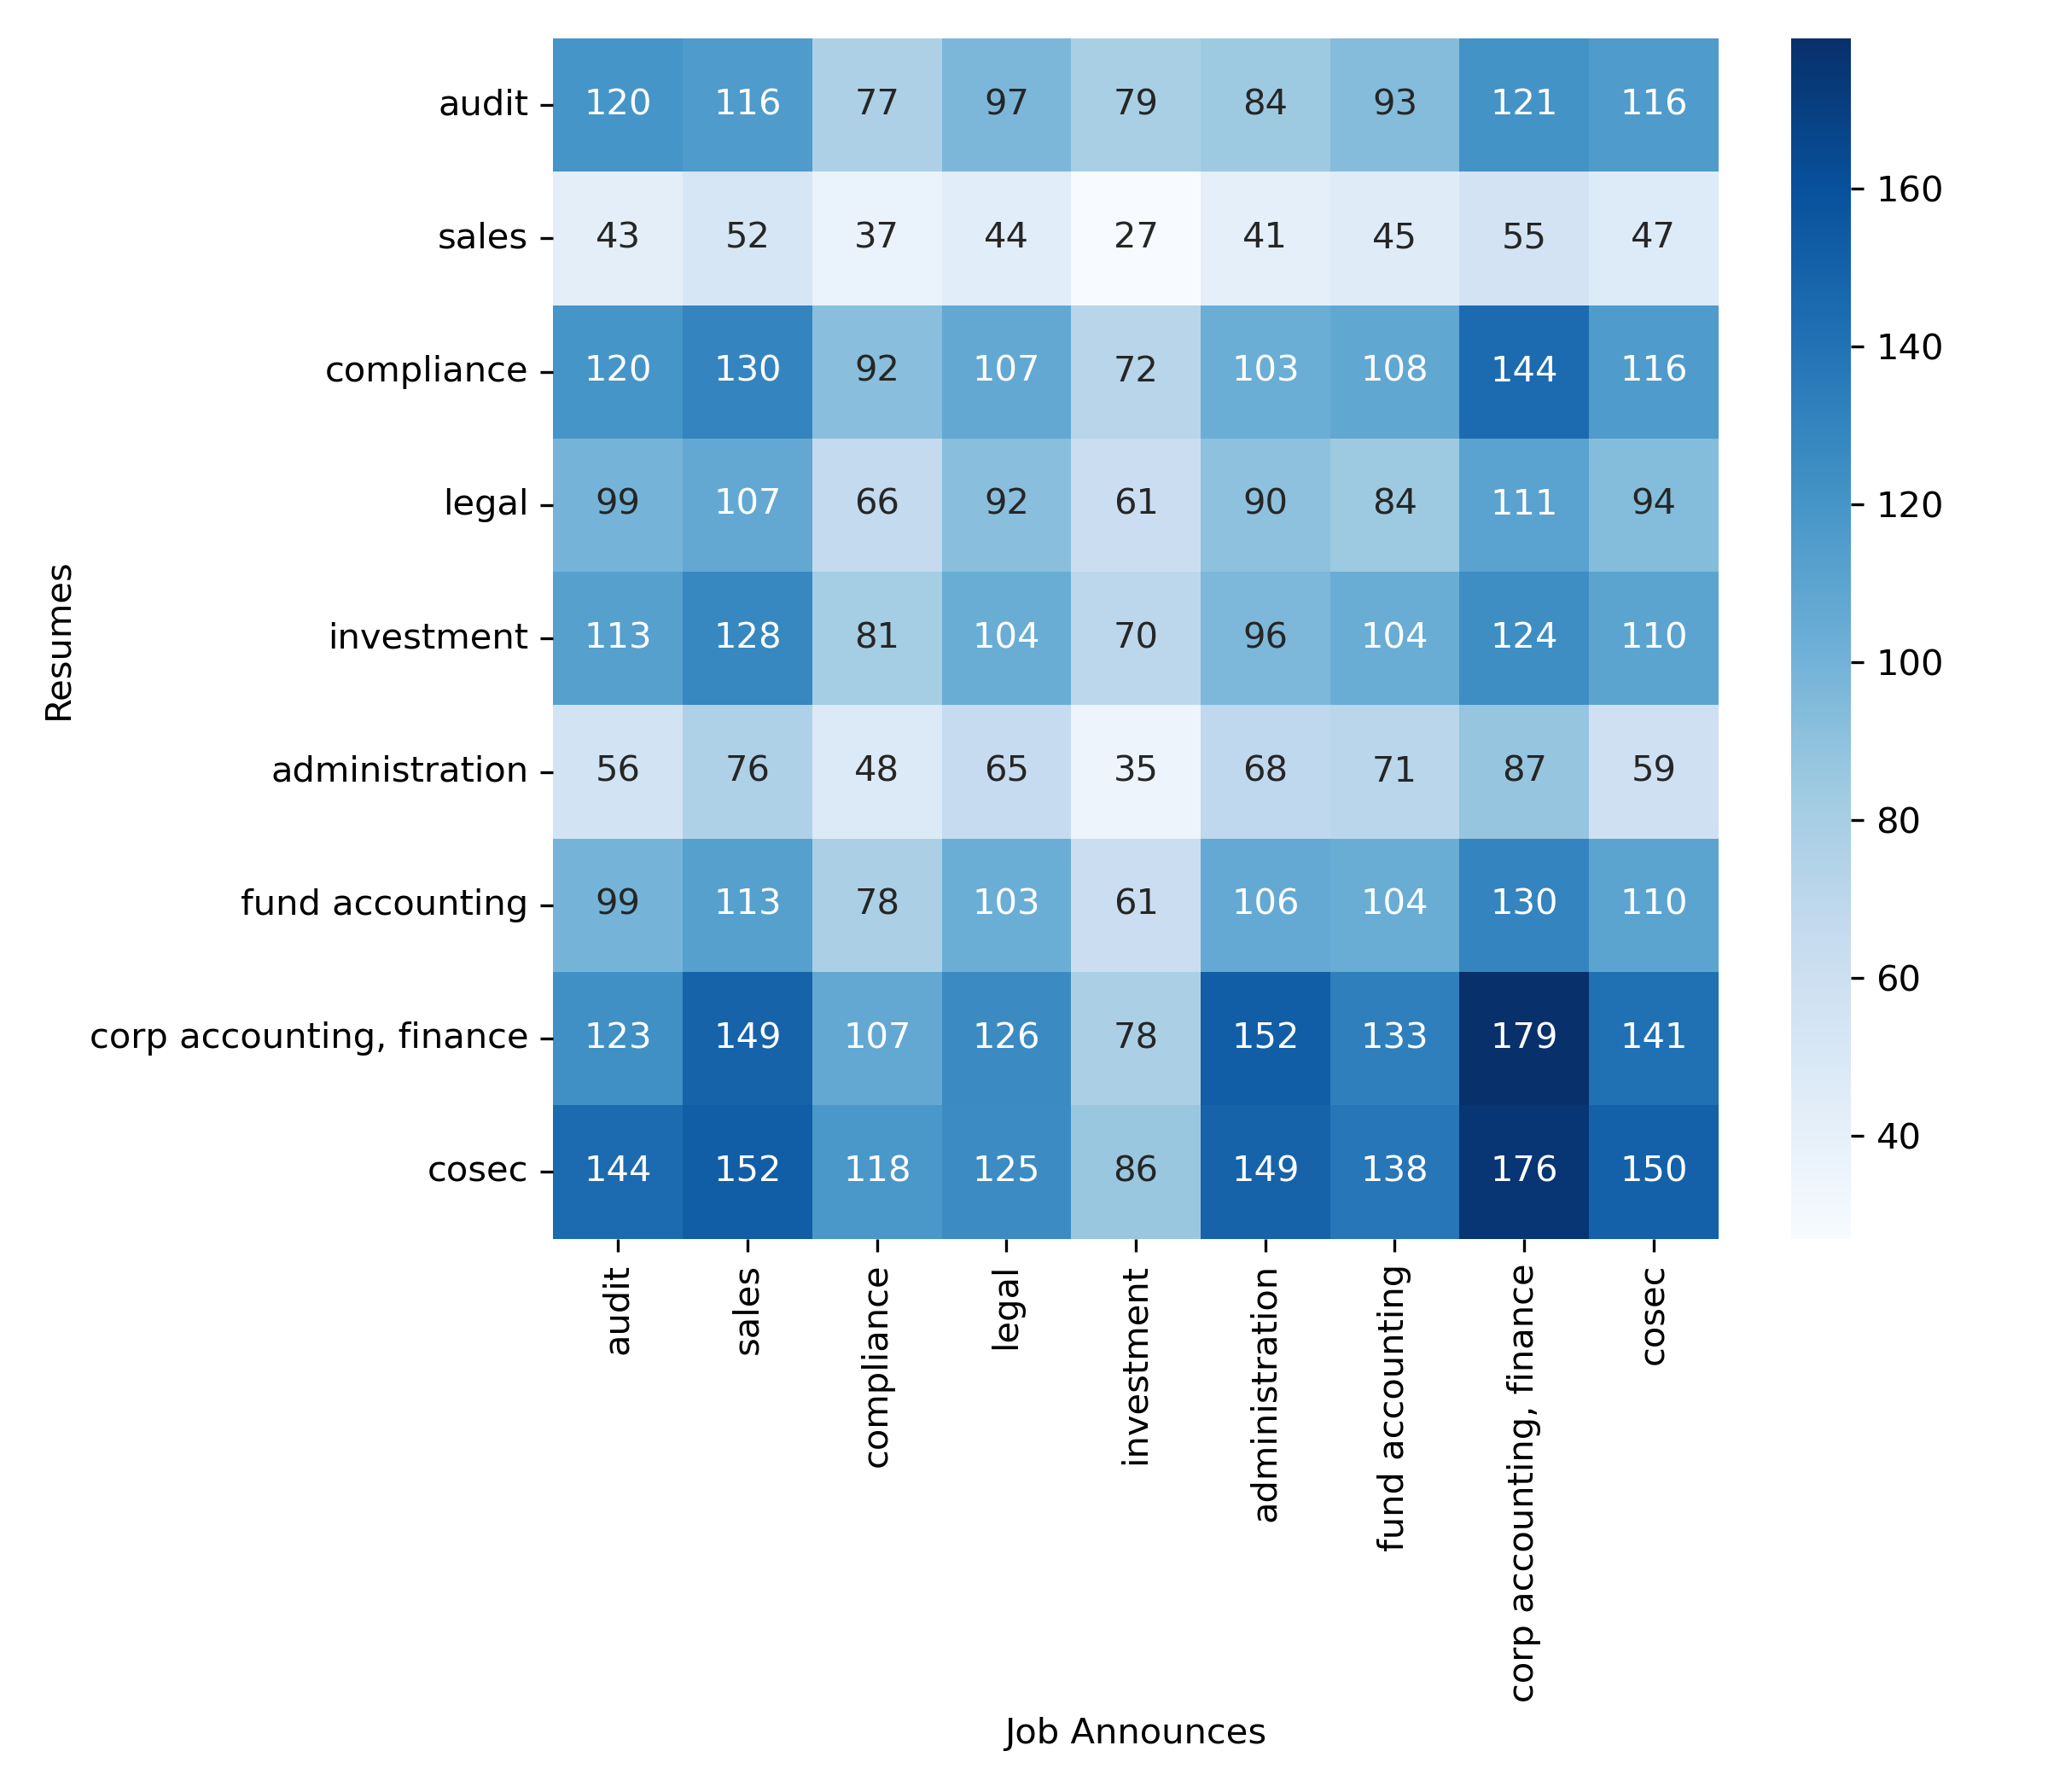 audit 120 116 77 97 79 84 93 121 116
sales 43 52 37 44 27 41 45 55 47
compliance 120 130 92 107 72 103 108 144 116
legal 99 107 66 92 61 90 84 111 94
investment 113 128 81 104 70 96 104 124 110
administration 56 76 48 65 35 68 71 87 59
fund accounting 99 113 78 103 61 106 104 130 110
corp accounting, finance 123 149 107 126 78 152 133 179 141
cosec 144 152 118 125 86 149 138 176 150
Resumes
audit
sales
compliance
legal
investment
administration
fund accounting
corp accounting, finance
cosec
Job Announces
160
140
120
100
80
60
40